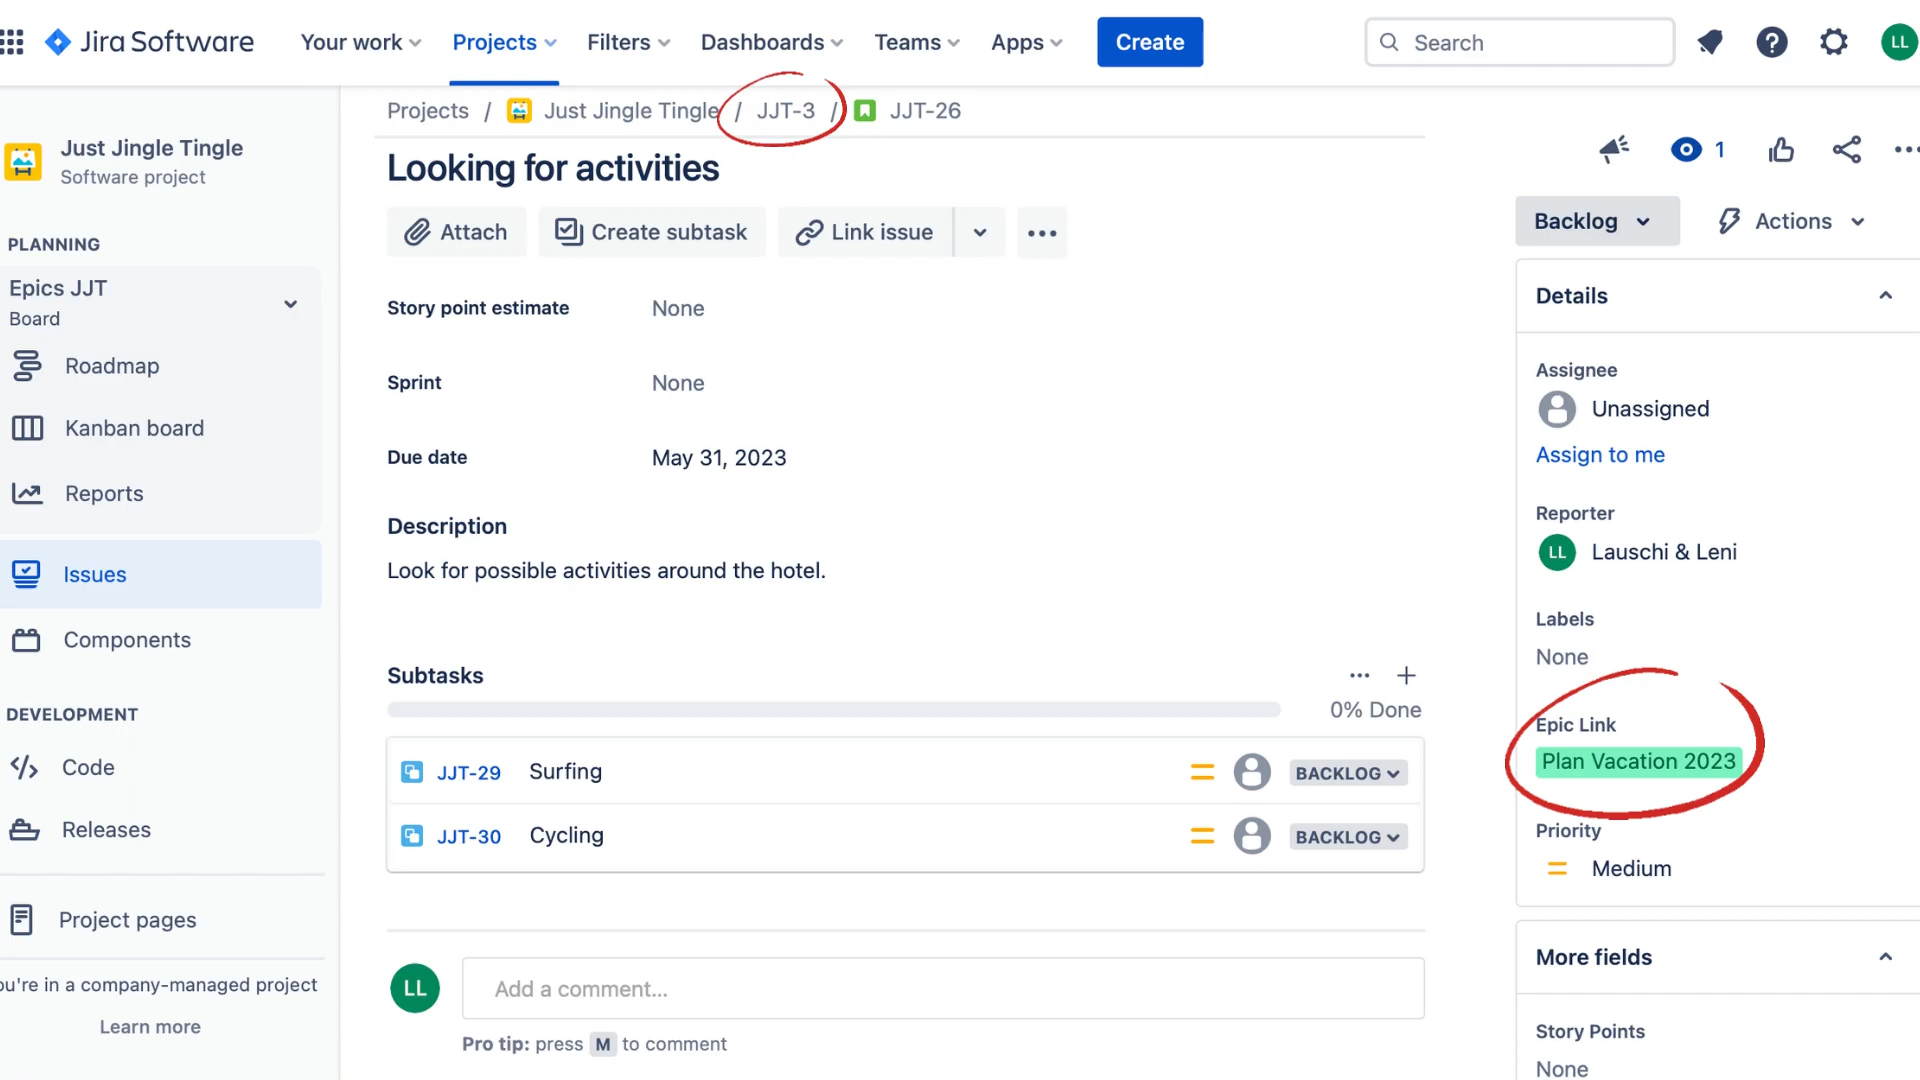 Jira Software
Your work
Projects
Filters
Dashboards
Teams
Apps
Create
Search
LL
Just Jingle Tingle
Software project
PLANNING
Epics JJT
Board
Roadmap
Kanban board
Reports
Issues
Components
DEVELOPMENT
Code
Releases
Project pages
ou're in a company-managed project
Learn more
Projects / Just Jingle Tingle / JJT-3 / JJT-26
Looking for activities
Attach
Create subtask
Link issue
Story point estimate None
Sprint None
Due date May 31, 2023
Description
Look for possible activities around the hotel.
Subtasks
0% Done
JJT-29 Surfing BACKLOG
JJT-30 Cycling BACKLOG
LL
Add a comment...
Pro tip: press M to comment
1
Backlog
Actions
Details
Assignee
Unassigned
Assign to me
Reporter
LL Lauschi & Leni
Labels
None
Epic Link
Plan Vacation 2023
Priority
Medium
More fields
Story Points
None